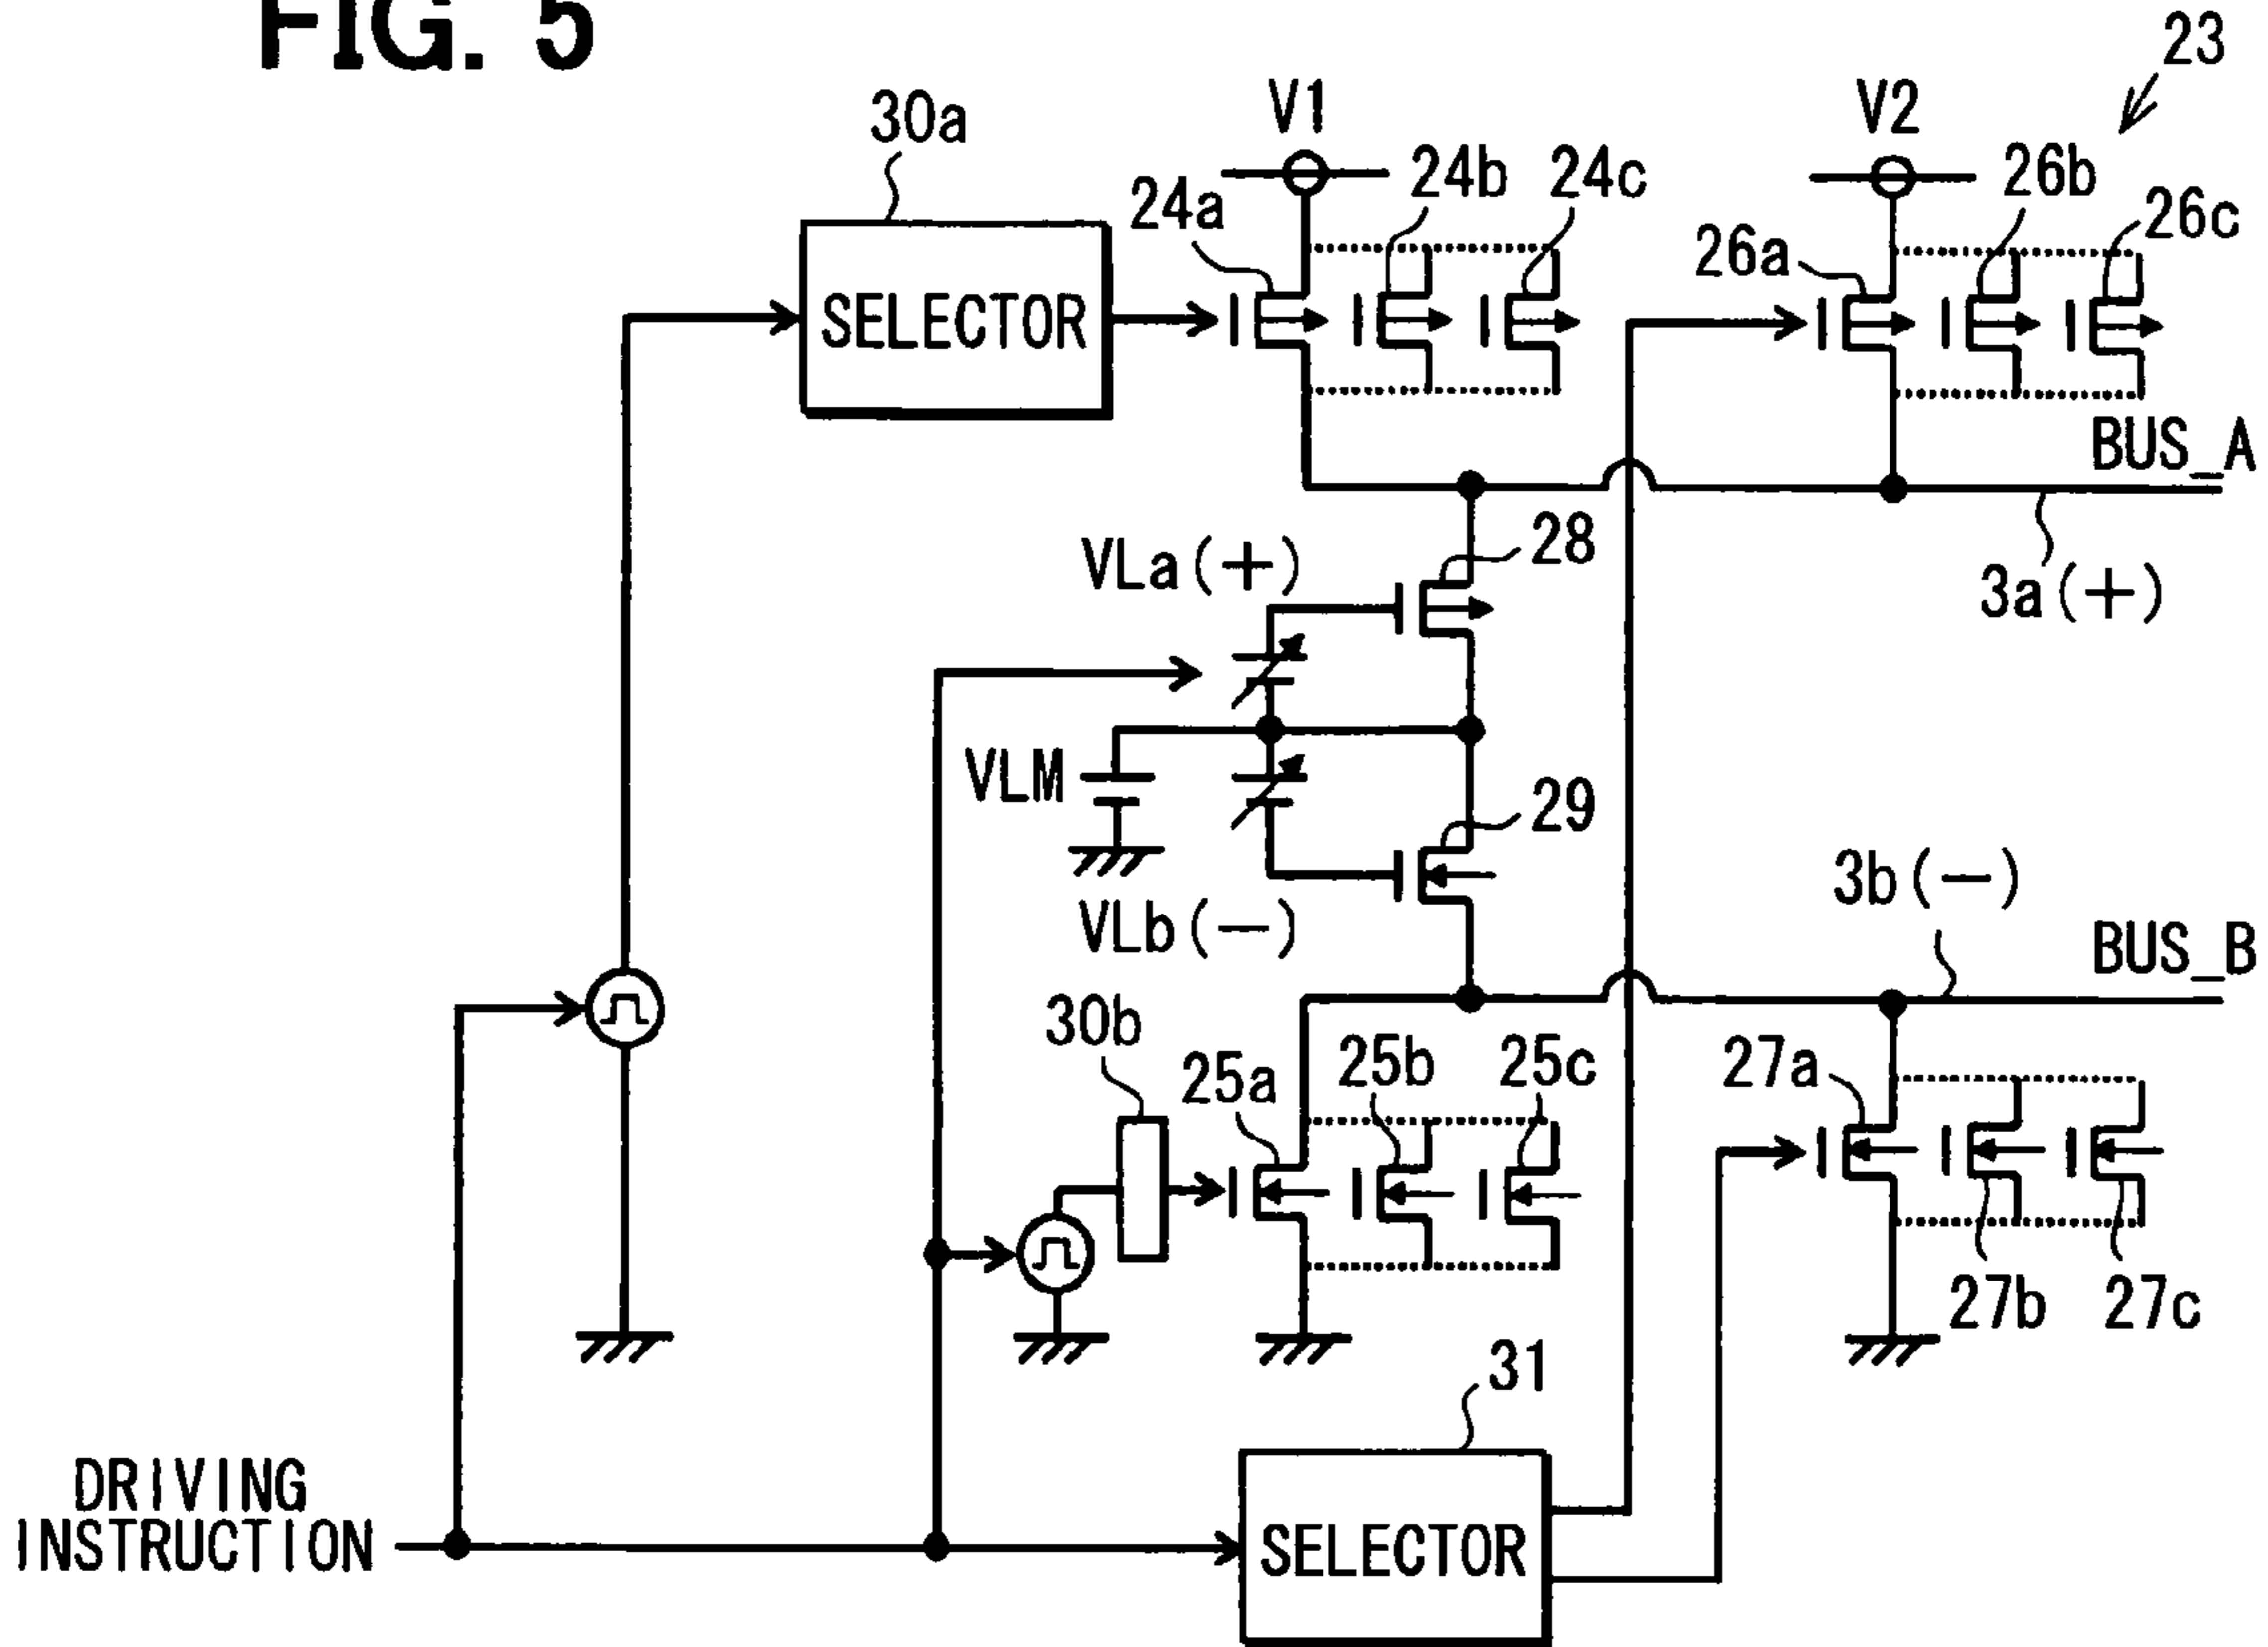 FIG. 5
23
30a
V1
V2
24a
24b
24c
26a
26b
26c
SELECTOR
BUS_A
3a(+)
VLa(+)
28
VLM
29
VLb(−)
3b(−)
BUS_B
30b
25a
25b
25c
27a
27b
27c
31
DRIVING
INSTRUCTION
SELECTOR